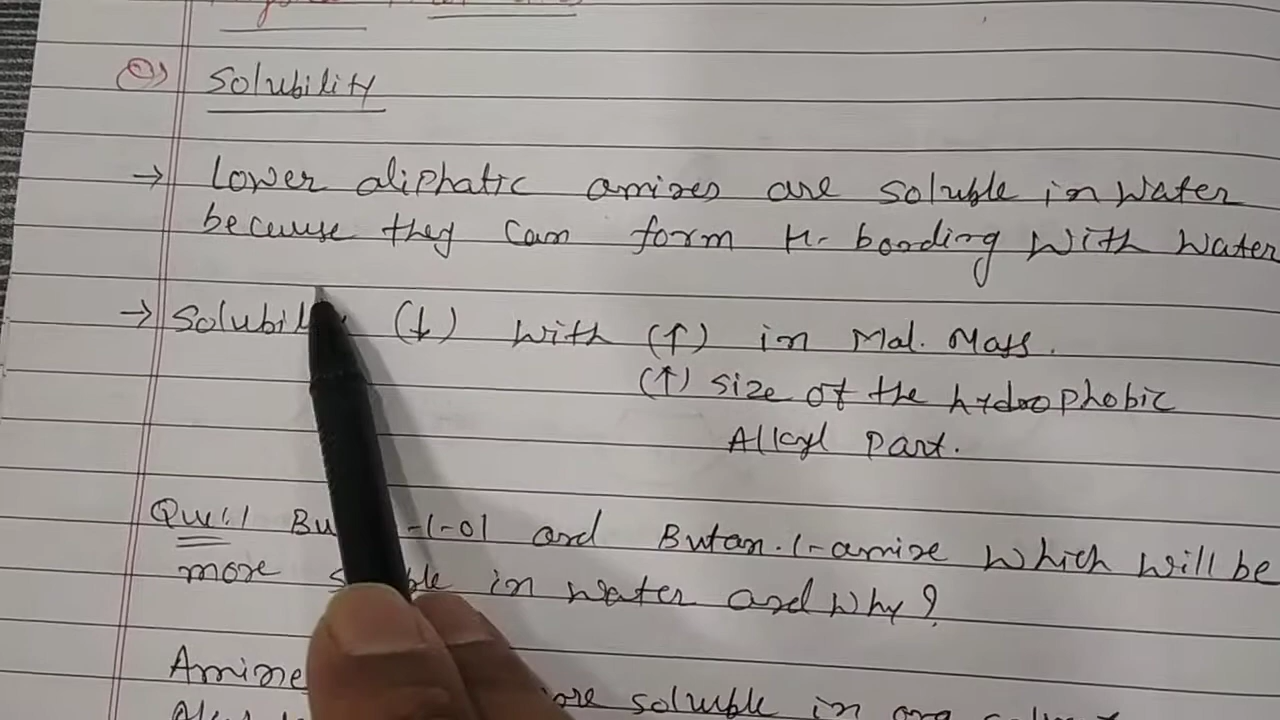 Solubility
→ Lower aliphatic amines are soluble in water
because they can form H- bonding with water
→ Solubil (↓) with (↑) in Mol. Mass.
(↑) size of the hydrophobic
Alkyl Part.
Que:1 Bu -1-ol and Butan-1-amine which will be
more in water and why?
Amine soluble in org